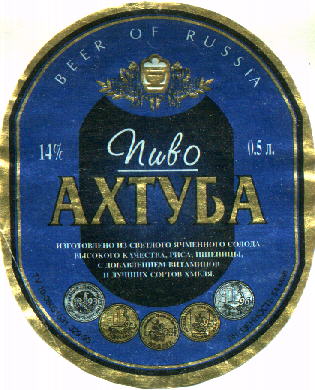 BEER OF RUSSIA
14%
Пиво
0.5 л.
АХТУБА
ИЗГОТОВЛЕНО ИЗ СВЕТЛОГО ЯЧМЕННОГО СОЛОДА
ВЫСОКОГО КАЧЕСТВА, РИСА, ПШЕНИЦЫ,
С ДОБАВЛЕНИЕМ ВИТАМИНОВ
И ЛУЧШИХ СОРТОВ ХМЕЛЯ.